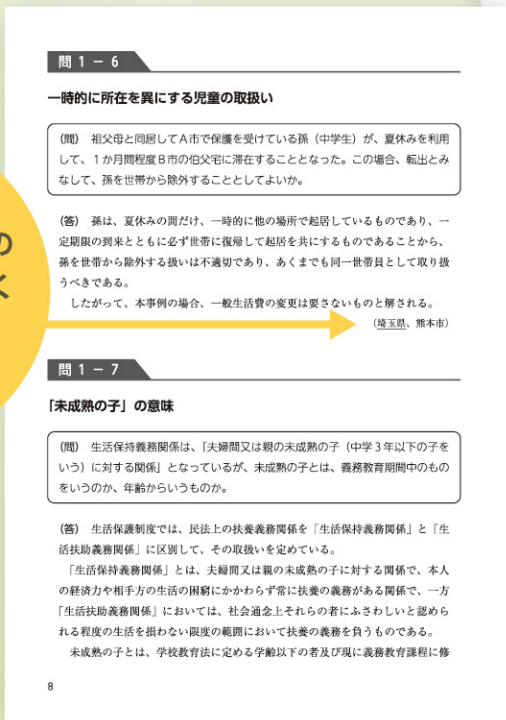 問1-6
一時的に所在を異にする児童の取扱い
(問) 祖父母と同居してA市で保護を受けている孫(中学生)が、夏休みを利用
して、1か月間程度B市の伯父宅に滞在することとなった。この場合、転出とみ
なして、孫を世帯から除外することとしてよいか。
(答) 孫は、夏休みの間だけ、一時的に他の場所で起居しているものであり、一
定期限の到来とともに必ず世帯に復帰して起居を共にするものであることから、
孫を世帯から除外する扱いは不適切であり、あくまでも同一世帯員として取り扱
うべきである。
したがって、本事例の場合、一般生活費の変更は要さないものと解される。
(埼玉県、熊本市)
の
く
問1-7
「未成熟の子」の意味
(問) 生活保持義務関係は、「夫婦間又は親の未成熟の子(中学3年以下の子を
いう)に対する関係」となっているが、未成熟の子とは、義務教育期間中のもの
をいうのか、年齢からいうものか。
(答) 生活保護制度では、民法上の扶養義務関係を「生活保持義務関係」と「生
活扶助義務関係」に区別して、その取扱いを定めている。
「生活保持義務関係」とは、夫婦間又は親の未成熟の子に対する関係で、本人
の経済力や相手方の生活の困窮にかかわらず常に扶養の義務がある関係で、一方
「生活扶助義務関係」においては、社会通念上それらの者にふさわしいと認めら
れる程度の生活を損わない限度の範囲において扶養の義務を負うものである。
未成熟の子とは、学校教育法に定める学齢以下の者及び現に義務教育課程に修
8